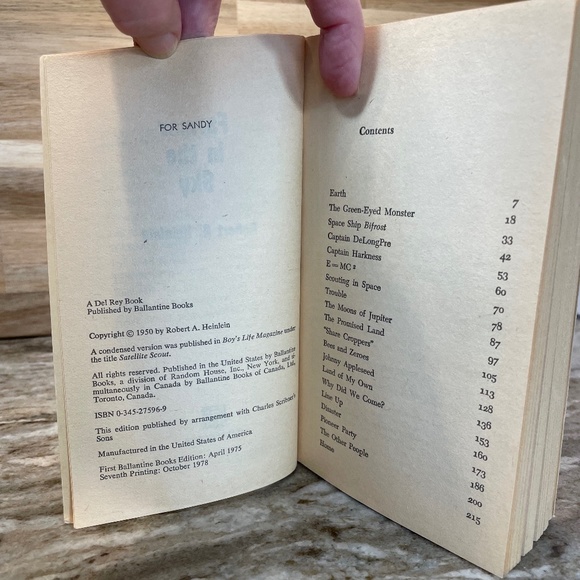 FOR SANDY
A Del Rey Book
Published by Ballantine Books
Copyright © 1950 by Robert A. Heinlein
A condensed version was published in Boy's Life Magazine under
the title Satellite Scout.
All rights reserved. Published in the United States by Ballantine
Books, a division of Random House, Inc., New York, and si-
multaneously in Canada by Ballantine Books of Canada, Ltd.,
Toronto, Canada.
ISBN 0-345-27596-9
This edition published by arrangement with Charles Scribner's
Sons
Manufactured in the United States of America
First Ballantine Books Edition: April 1975
Seventh Printing: October 1978
Contents
Earth 7
The Green-Eyed Monster 18
Space Ship Bifrost 33
Captain DeLongPre 42
Captain Harkness 53
E = MC² 60
Scouting in Space 70
Trouble 78
The Moons of Jupiter 87
The Promised Land 97
"Share Croppers" 105
Bees and Zeroes 113
Johnny Appleseed 128
Land of My Own 136
Why Did We Come? 153
Line Up 160
Disaster 173
Pioneer Party 186
The Other People 200
Home 215